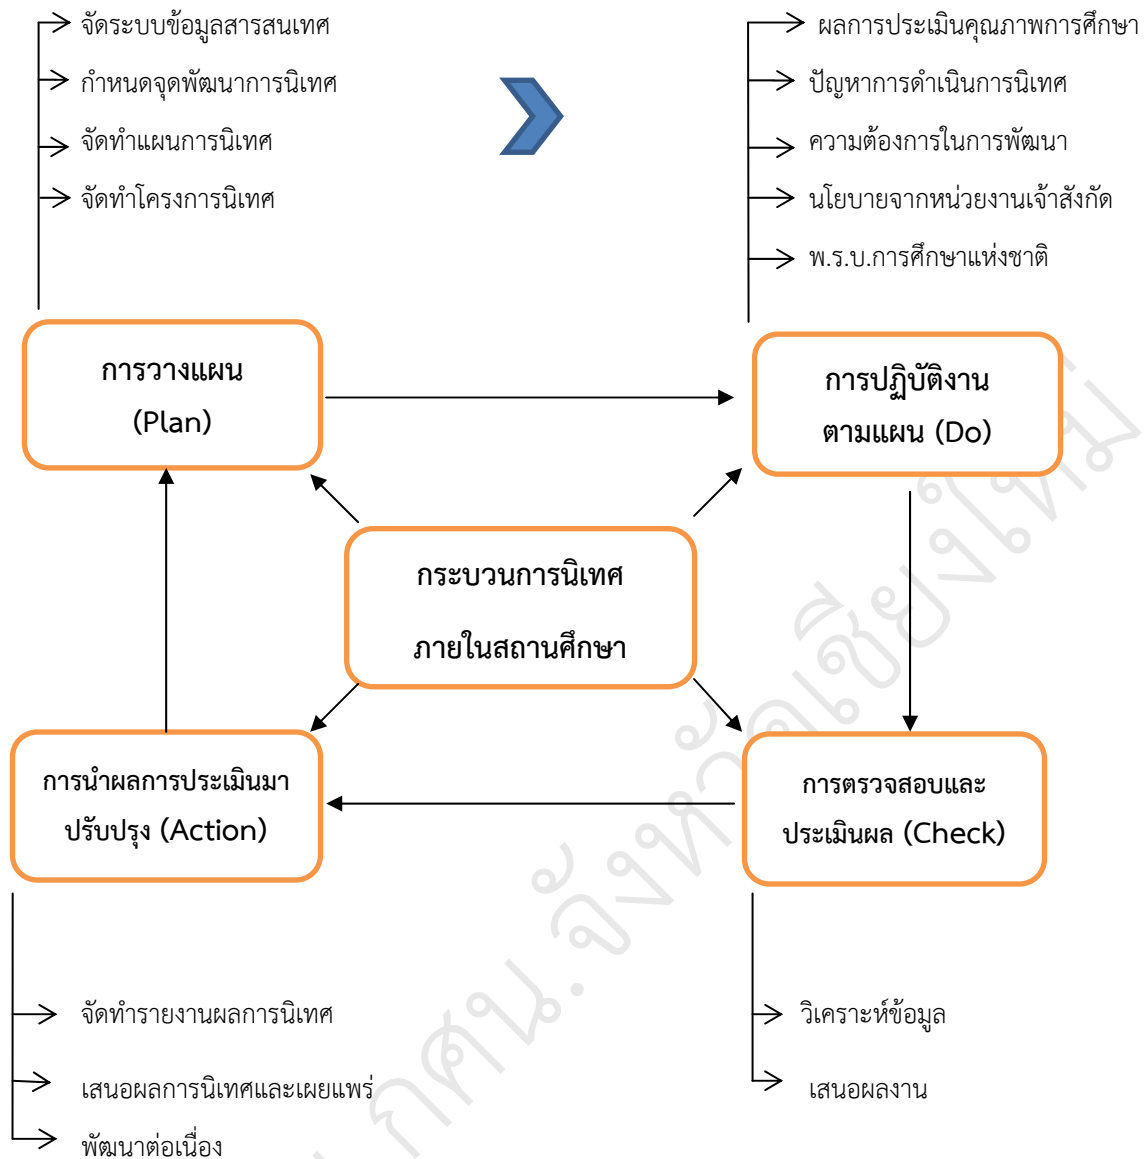 จัดระบบข้อมูลสารสนเทศ
กำหนดจุดพัฒนาการนิเทศ
จัดทำแผนการนิเทศ
จัดทำโครงการนิเทศ
ผลการประเมินคุณภาพการศึกษา
ปัญหาการดำเนินการนิเทศ
ความต้องการในการพัฒนา
นโยบายจากหน่วยงานเจ้าสังกัด
พ.ร.บ.การศึกษาแห่งชาติ
การวางแผน
(Plan)
การปฏิบัติงาน
ตามแผน (Do)
กระบวนการนิเทศ
ภายในสถานศึกษา
การนำผลการประเมินมา
ปรับปรุง (Action)
การตรวจสอบและ
ประเมินผล (Check)
จัดทำรายงานผลการนิเทศ
เสนอผลการนิเทศและเผยแพร่
พัฒนาต่อเนื่อง
วิเคราะห์ข้อมูล
เสนอผลงาน
กศน.จังหวัดเชียงใหม่